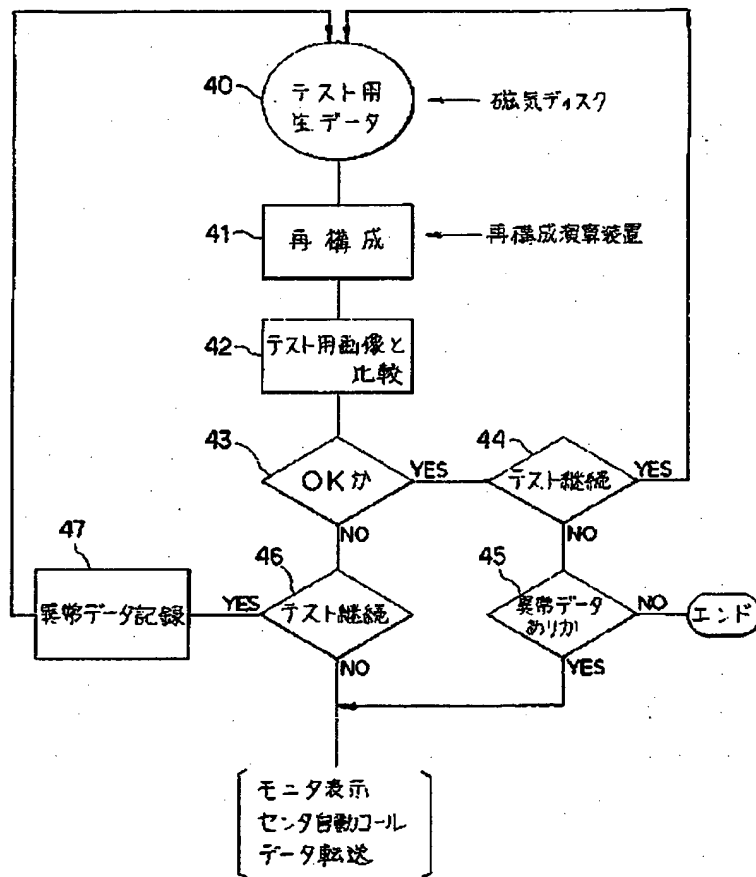 40
テスト用
生データ
磁気ディスク
41
再構成
再構成演算装置
42
テスト用画像と
比較
43
OKか
YES
NO
44
テスト継続
YES
NO
45
異常データ
ありか
NO
YES
エンド
46
テスト継続
YES
NO
47
異常データ記録
モニタ表示
センタ自動コール
データ転送